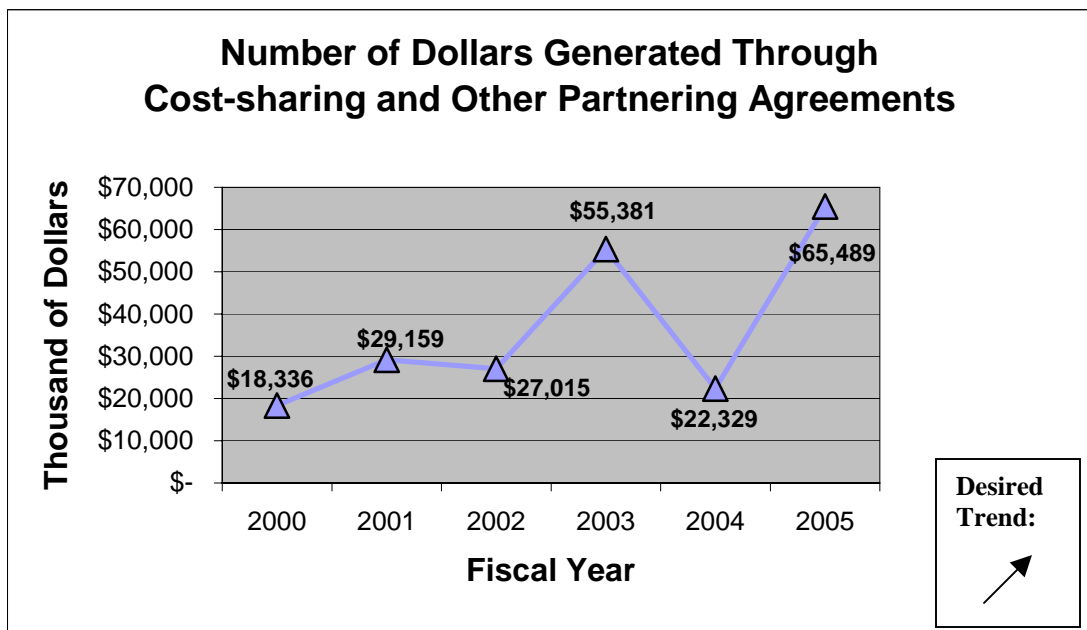 Number of Dollars Generated Through
Cost-sharing and Other Partnering Agreements
Thousand of Dollars
$70,000
$60,000
$50,000
$40,000
$30,000
$20,000
$10,000
$-
$18,336
$29,159
$27,015
$55,381
$22,329
$65,489
2000 2001 2002 2003 2004 2005
Fiscal Year
Desired
Trend: